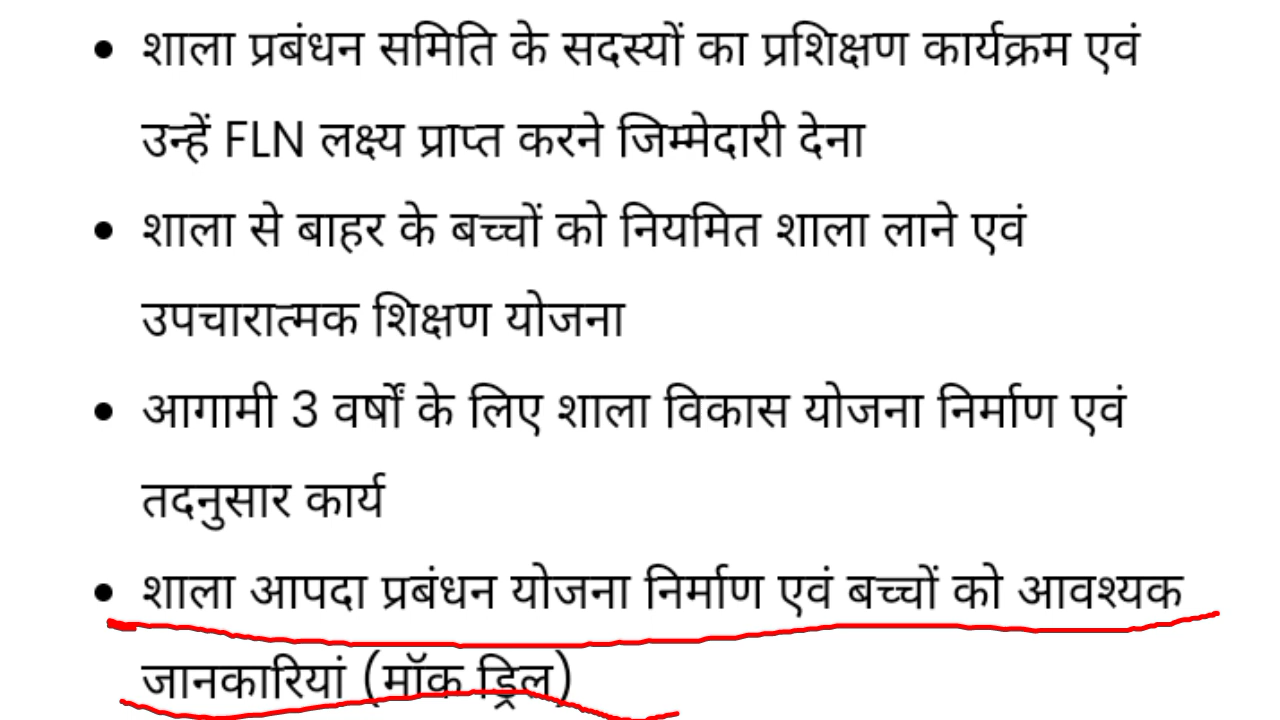 • शाला प्रबंधन समिति के सदस्यों का प्रशिक्षण कार्यक्रम एवं
उन्हें FLN लक्ष्य प्राप्त करने जिम्मेदारी देना
• शाला से बाहर के बच्चों को नियमित शाला लाने एवं
उपचारात्मक शिक्षण योजना
• आगामी 3 वर्षों के लिए शाला विकास योजना निर्माण एवं
तदनुसार कार्य
• शाला आपदा प्रबंधन योजना निर्माण एवं बच्चों को आवश्यक
जानकारियां (मॉक ड्रिल)